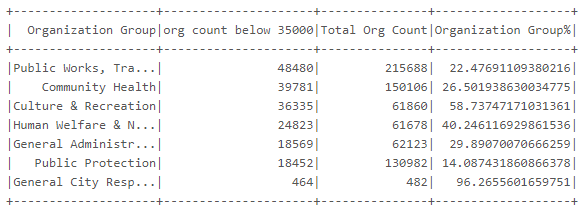 +------------------+---------------------+---------------+-------------------+
|Organization Group|org count below 35000|Total Org Count|Organization Group%|
+------------------+---------------------+---------------+-------------------+
|Public Works, Tra...| 48480| 215688| 22.47691109380216|
| Community Health| 39781| 150106| 26.501938630034775|
|Culture & Recreation| 36335| 61860| 58.73747171031361|
|Human Welfare & N...| 24823| 61678| 40.246116929861536|
|General Administr...| 18569| 62123| 29.89070070666259|
| Public Protection| 18452| 130982| 14.087431860866378|
|General City Resp...| 464| 482| 96.2655601659751|
+------------------+---------------------+---------------+-------------------+